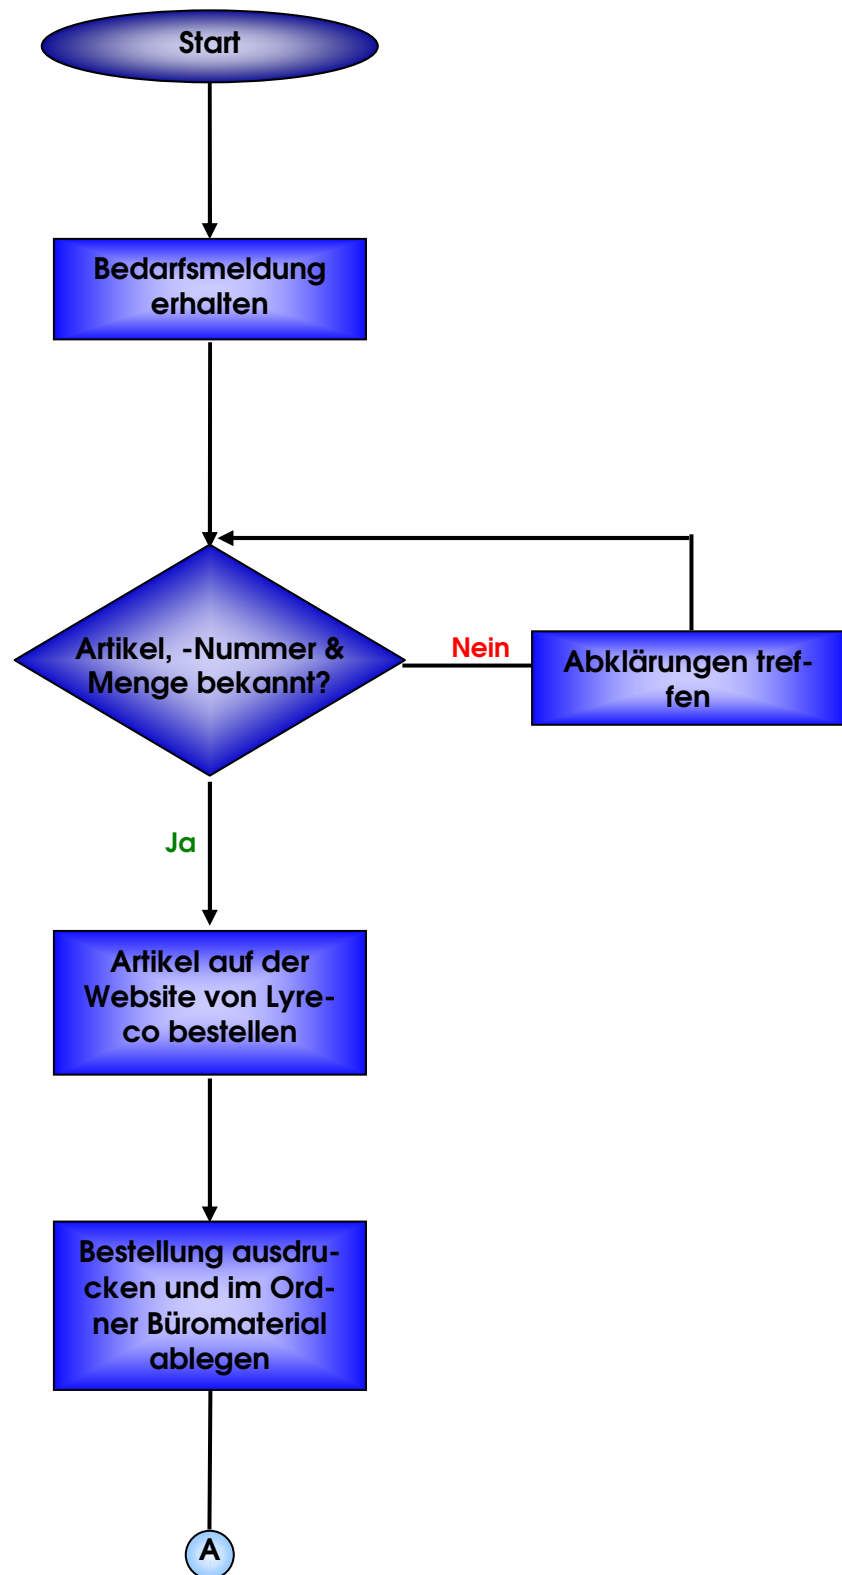 Start
Bedarfsmeldung
erhalten
Artikel, -Nummer &
Menge bekannt?
Nein
Abklärungen tref-
fen
Ja
Artikel auf der
Website von Lyre-
co bestellen
Bestellung ausdru-
cken und im Ord-
ner Büromaterial
ablegen
A